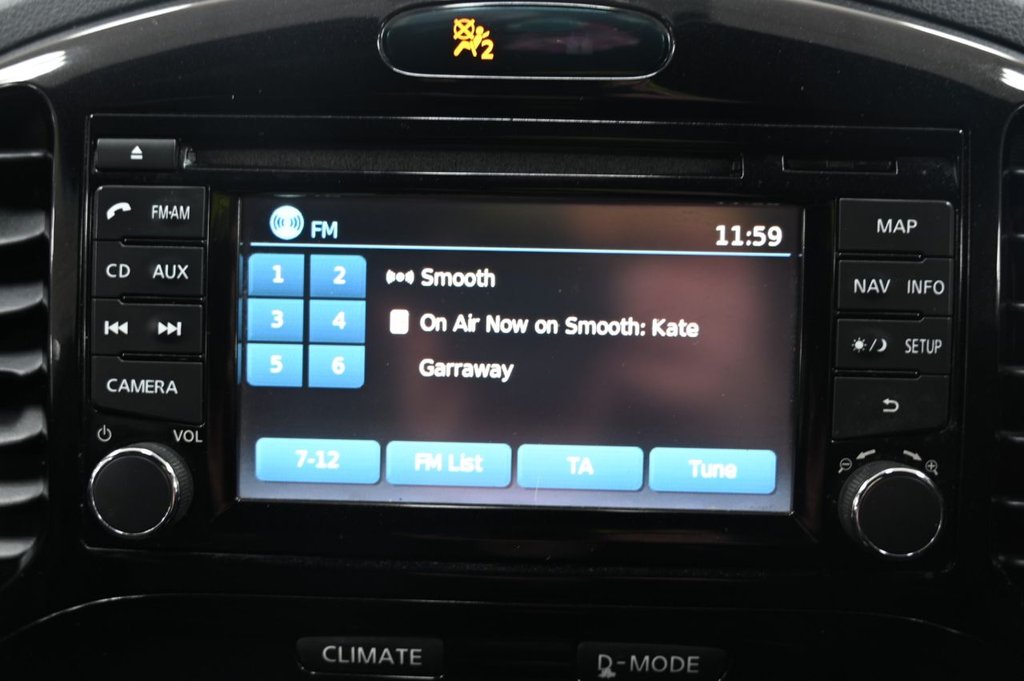 2
FM-AM
FM
11:59
MAP
CD AUX
1 2
Smooth
NAV INFO
3 4
On Air Now on Smooth: Kate
SETUP
5 6
Garraway
CAMERA
VOL
7-12
FM List
TA
Tune
CLIMATE
D-MODE